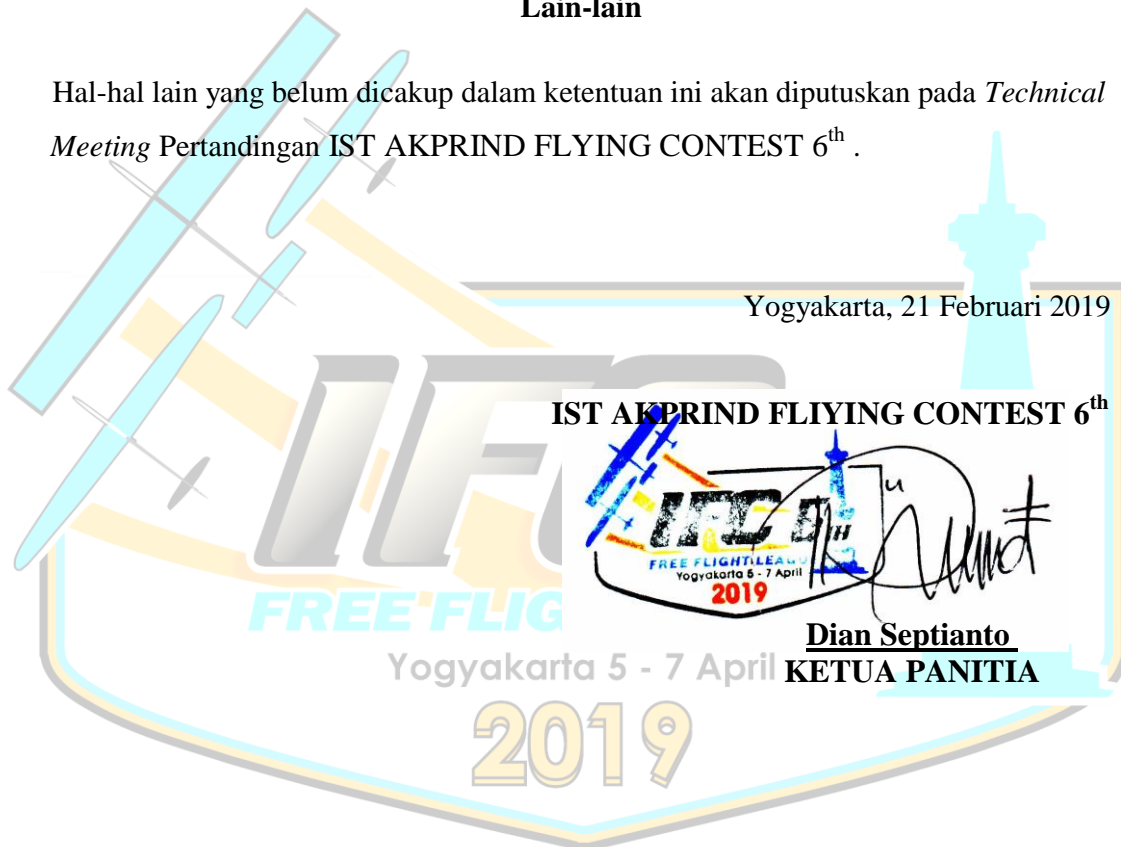 Lain-lain
Hal-hal lain yang belum dicakup dalam ketentuan ini akan diputuskan pada Technical
Meeting Pertandingan IST AKPRIND FLYING CONTEST 6th .
Yogyakarta, 21 Februari 2019
IST AKPRIND FLIYING CONTEST 6th
IFC 6TH
FREE FLIGHT LEAGU
Yogyakarta 5 - 7 April
2019
Dian Septianto
KETUA PANITIA
IFC
FREE FLIG
Yogyakarta 5 - 7 April
2019